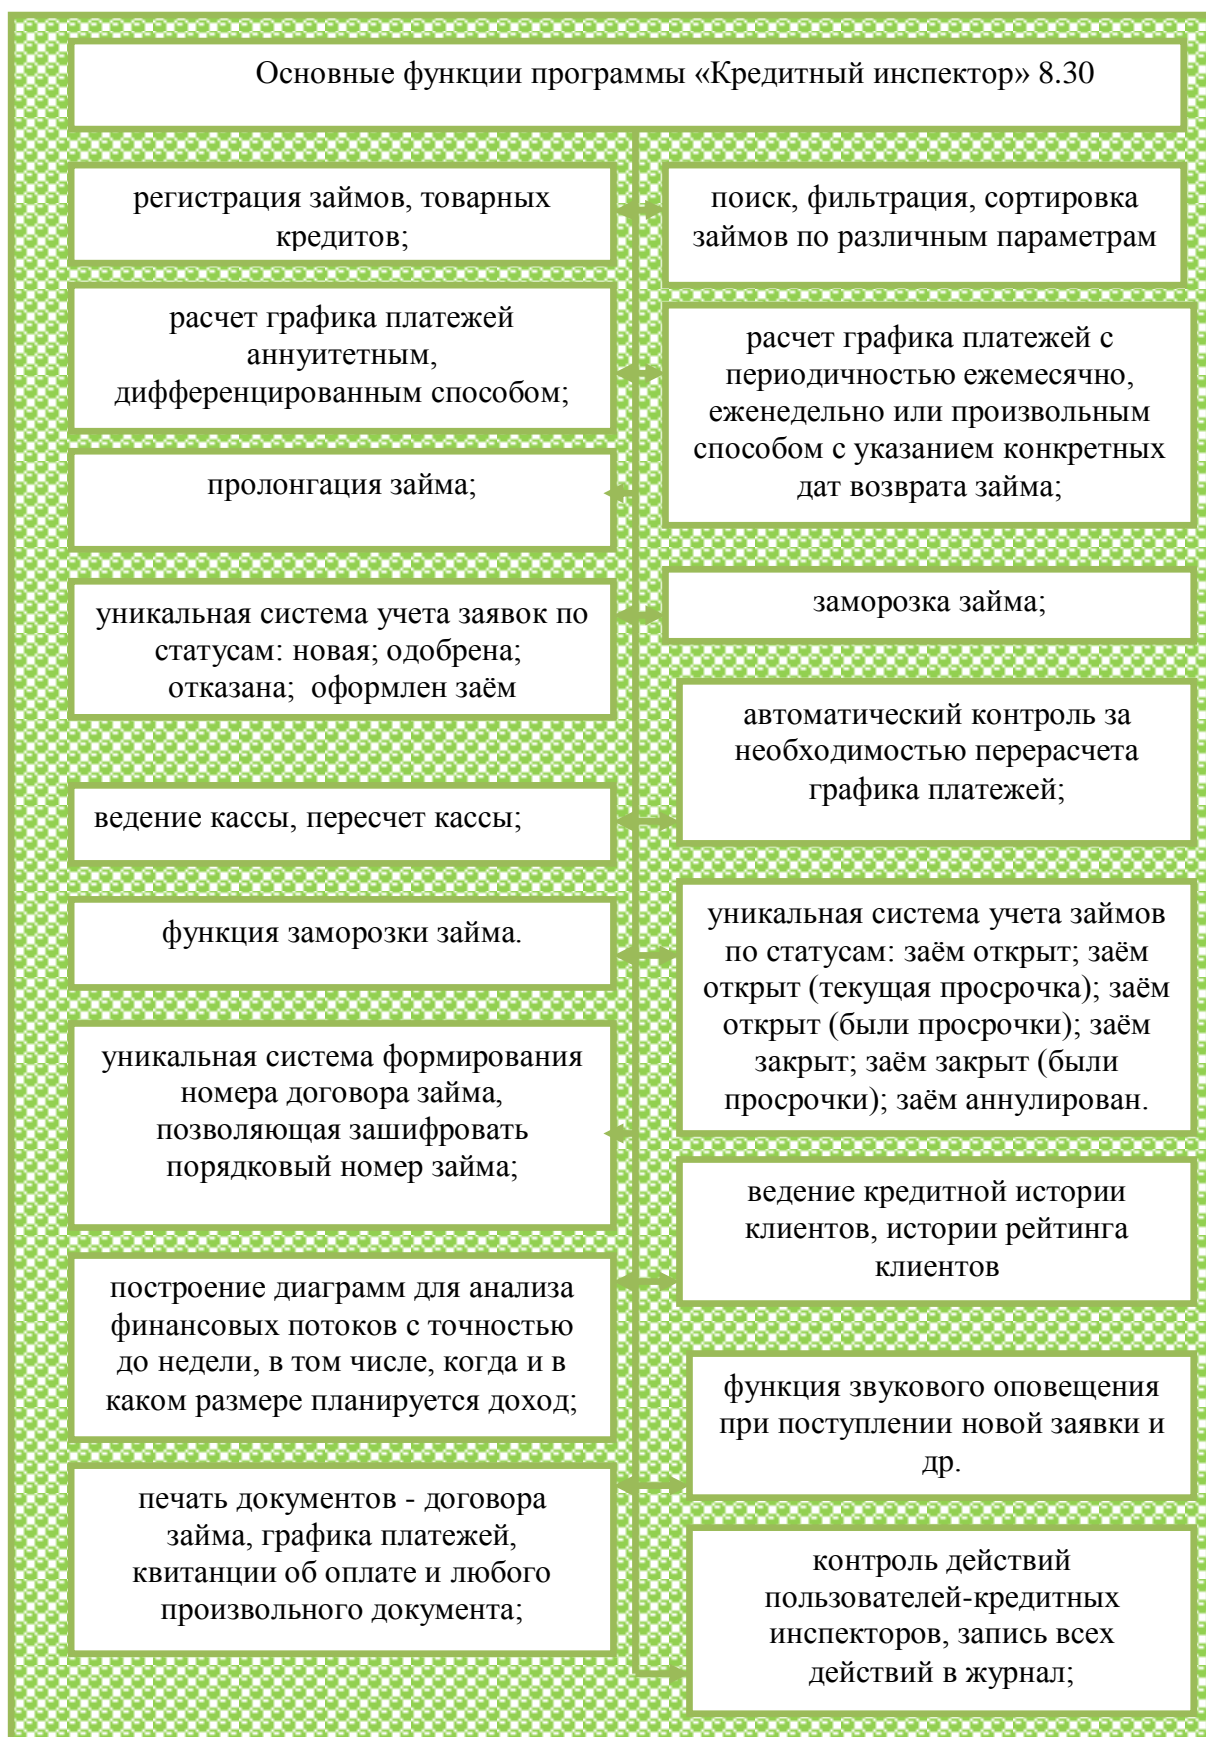 Основные функции программы «Кредитный инспектор» 8.30
регистрация займов, товарных
кредитов;
поиск, фильтрация, сортировка
займов по различным параметрам
расчет графика платежей
аннуитетным,
дифференцированным способом;
расчет графика платежей с
периодичностью ежемесячно,
еженедельно или произвольным
способом с указанием конкретных
дат возврата займа;
пролонгация займа;
заморозка займа;
уникальная система учета заявок по
статусам: новая; одобрена;
отказана; оформлен заём
автоматический контроль за
необходимостью перерасчета
графика платежей;
ведение кассы, пересчет кассы;
функция заморозки займа.
уникальная система учета займов
по статусам: заём открыт; заём
открыт (текущая просрочка); заём
открыт (были просрочки); заём
закрыт; заём закрыт (были
просрочки); заём аннулирован.
уникальная система формирования
номера договора займа,
позволяющая зашифровать
порядковый номер займа;
ведение кредитной истории
клиентов, истории рейтинга
клиентов
построение диаграмм для анализа
финансовых потоков с точностью
до недели, в том числе, когда и в
каком размере планируется доход;
функция звукового оповещения
при поступлении новой заявки и
др.
печать документов - договора
займа, графика платежей,
квитанции об оплате и любого
произвольного документа;
контроль действий
пользователей-кредитных
инспекторов, запись всех
действий в журнал;